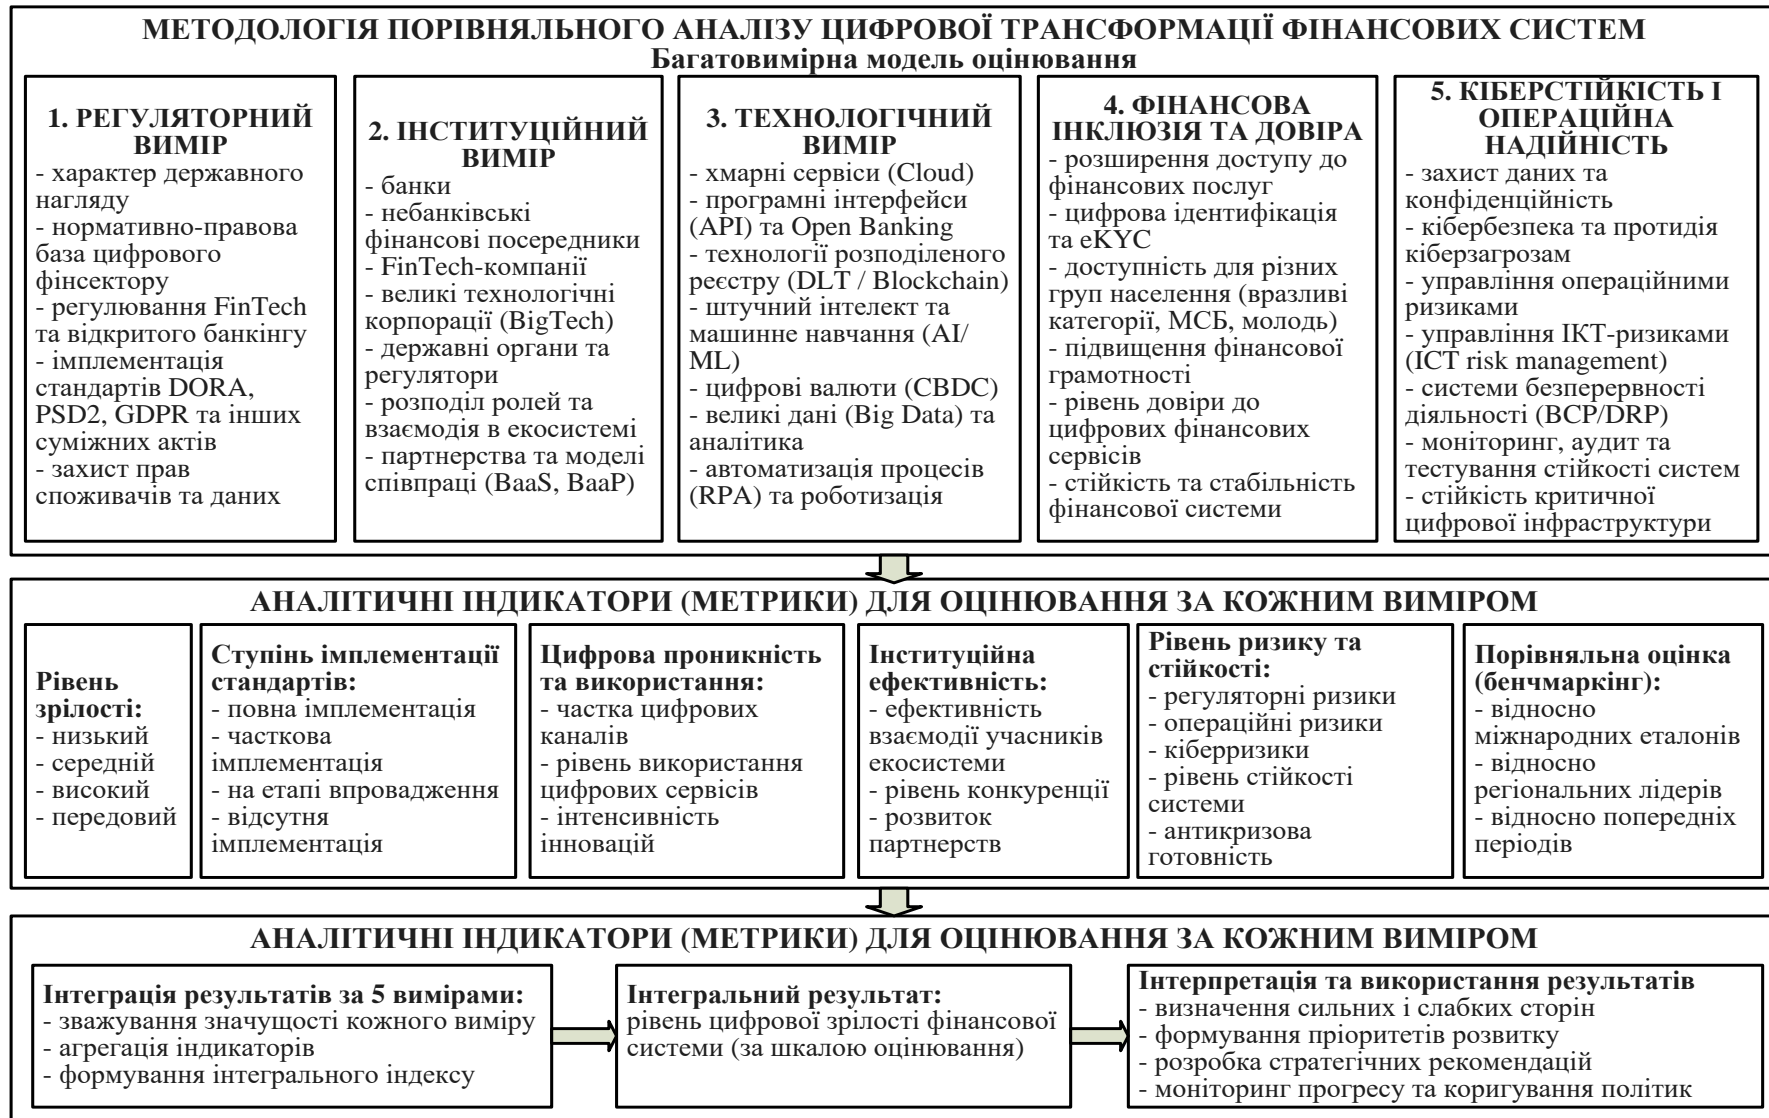 МЕТОДОЛОГІЯ ПОРІВНЯЛЬНОГО АНАЛІЗУ ЦИФРОВОЇ ТРАНСФОРМАЦІЇ ФІНАНСОВИХ СИСТЕМ
Багатовимірна модель оцінювання
1. РЕГУЛЯТОРНИЙ
ВИМІР
- характер державного
нагляду
- нормативно-правова
база цифрового
фінсектору
- регулювання FinTech
та відкритого банкінгу
- імплементація
стандартів DORA,
PSD2, GDPR та інших
суміжних актів
- захист прав
споживачів та даних
2. ІНСТИТУЦІЙНИЙ
ВИМІР
- банки
- небанківські
фінансові посередники
- FinTech-компанії
- великі технологічні
корпорації (BigTech)
- державні органи та
регулятори
- розподіл ролей та
взаємодія в екосистемі
- партнерства та моделі
співпраці (BaaS, BaaP)
3. ТЕХНОЛОГІЧНИЙ
ВИМІР
- хмарні сервіси (Cloud)
- програмні інтерфейси
(API) та Open Banking
- технології розподіленого
реєстру (DLT / Blockchain)
- штучний інтелект та
машинне навчання (AI/
ML)
- цифрові валюти (CBDC)
- великі дані (Big Data) та
аналітика
- автоматизація процесів
(RPA) та роботизація
4. ФІНАНСОВА
ІНКЛЮЗІЯ ТА ДОВІРА
- розширення доступу до
фінансових послуг
- цифрова ідентифікація
та eKYC
- доступність для різних
груп населення (вразливі
категорії, МСБ, молодь)
- підвищення фінансової
грамотності
- рівень довіри до
цифрових фінансових
сервісів
- стійкість та стабільність
фінансової системи
5. КІБЕРСТІЙКІСТЬ І
ОПЕРАЦІЙНА
НАДІЙНІСТЬ
- захист даних та
конфіденційність
- кібербезпека та протидія
кіберзагрозам
- управління операційними
ризиками
- управління ІКТ-ризиками
(ICT risk management)
- системи безперервності
діяльності (BCP/DRP)
- моніторинг, аудит та
тестування стійкості систем
- стійкість критичної
цифрової інфраструктури
АНАЛІТИЧНІ ІНДИКАТОРИ (МЕТРИКИ) ДЛЯ ОЦІНЮВАННЯ ЗА КОЖНИМ ВИМІРОМ
Рівень
зрілості:
- низький
- середній
- високий
- передовий
Ступінь імплементації
стандартів:
- повна імплементація
- часткова
імплементація
- на етапі впровадження
- відсутня
імплементація
Цифрова проникність
та використання:
- частка цифрових
каналів
- рівень використання
цифрових сервісів
- інтенсивність
інновацій
Інституційна
ефективність:
- ефективність
взаємодії учасників
екосистеми
- рівень конкуренції
- розвиток
партнерств
Рівень ризику та
стійкості:
- регуляторні ризики
- операційні ризики
- кіберризики
- рівень стійкості
системи
- антикризова
готовність
Порівняльна оцінка
(бенчмаркінг):
- відносно
міжнародних еталонів
- відносно
регіональних лідерів
- відносно попередніх
періодів
АНАЛІТИЧНІ ІНДИКАТОРИ (МЕТРИКИ) ДЛЯ ОЦІНЮВАННЯ ЗА КОЖНИМ ВИМІРОМ
Інтеграція результатів за 5 вимірами:
- зважування значущості кожного виміру
- агрегація індикаторів
- формування інтегрального індексу
Інтегральний результат:
рівень цифрової зрілості фінансової
системи (за шкалою оцінювання)
Інтерпретація та використання результатів
- визначення сильних і слабких сторін
- формування пріоритетів розвитку
- розробка стратегічних рекомендацій
- моніторинг прогресу та коригування політик